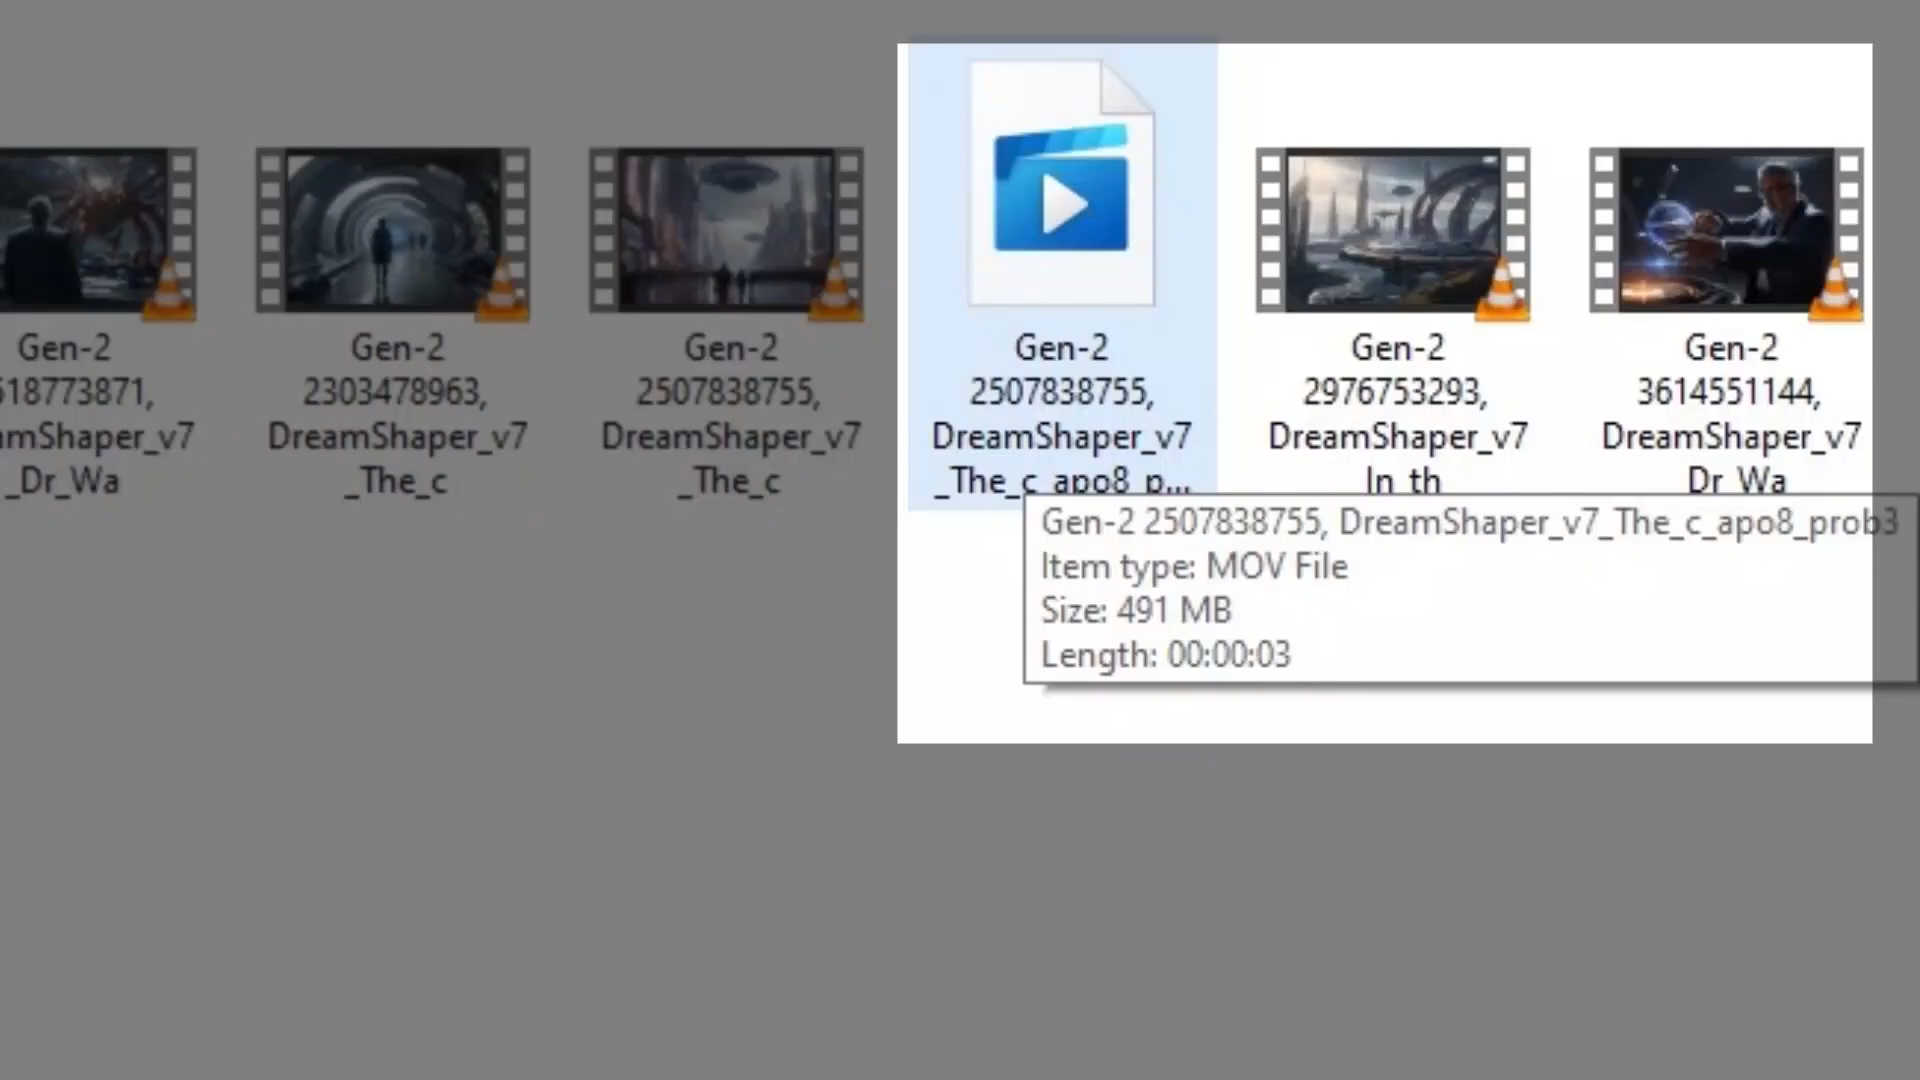 Gen-2
618773871,
amShaper_v7
_Dr_Wa
Gen-2
2303478963,
DreamShaper_v7
_The_c
Gen-2
2507838755,
DreamShaper_v7
_The_c
Gen-2
2507838755,
DreamShaper_v7
_The_c_apo8_p...
Gen-2
2976753293,
DreamShaper_v7
In_th
Gen-2
3614551144,
DreamShaper_v7
Dr_Wa
Gen-2 2507838755, DreamShaper_v7_The_c_apo8_prob3
Item type: MOV File
Size: 491 MB
Length: 00:00:03